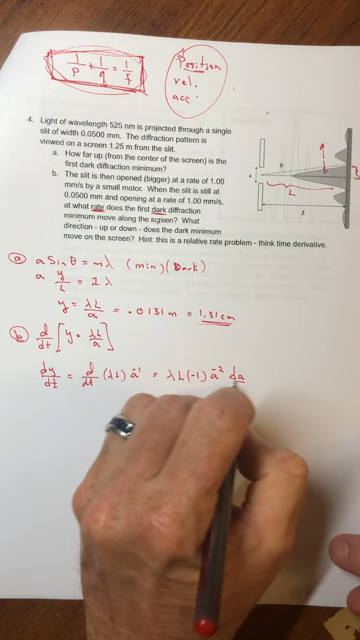 1/p + 1/q = 1/f
Position
vel.
acc.
4. Light of wavelength 525 nm is projected through a single
slit of width 0.0500 mm. The diffraction pattern is
viewed on a screen 1.25 m from the slit.
a. How far up (from the center of the screen) is the
first dark diffraction minimum?
b. The slit is then opened (bigger) at a rate of 1.00
mm/s by a small motor. When the slit is still at
0.0500 mm and opening at a rate of 1.00 mm/s,
at what rate does the first dark diffraction
minimum move along the screen? What
direction - up or down - does the dark minimum
move on the screen? Hint: this is a relative rate problem - think time derivative.
θ
L
L
(a) a Sin θ = mλ (min) (Dark)
a y/L = 1 λ
y = λL/a = .0131 m = 1.31 cm
(b) d/dt [y = λL/a]
dy/dt = d/dt (λL) a⁻¹ = λL(-1) a⁻² da